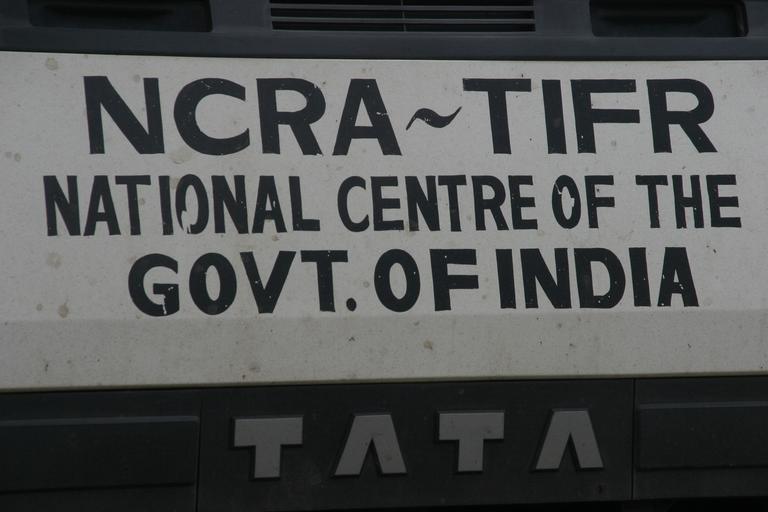 NCRA~TIFR
NATIONAL CENTRE OF THE
GOVT. OF INDIA
TATA